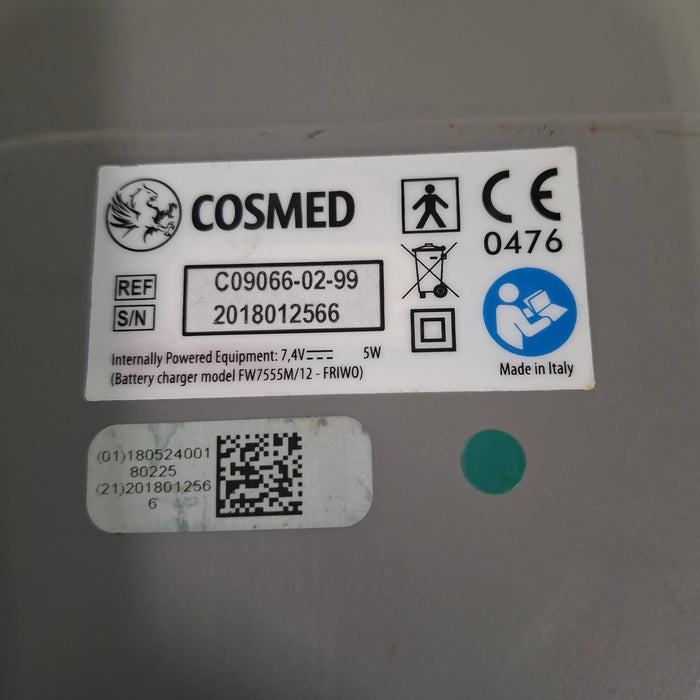 COSMED
CE
0476
REF
C09066-02-99
S/N
2018012566
Internally Powered Equipment: 7,4V 5W
(Battery charger model FW7555M/12 - FRIWO)
Made in Italy
(01)180524001
80225
(21)201801256
6